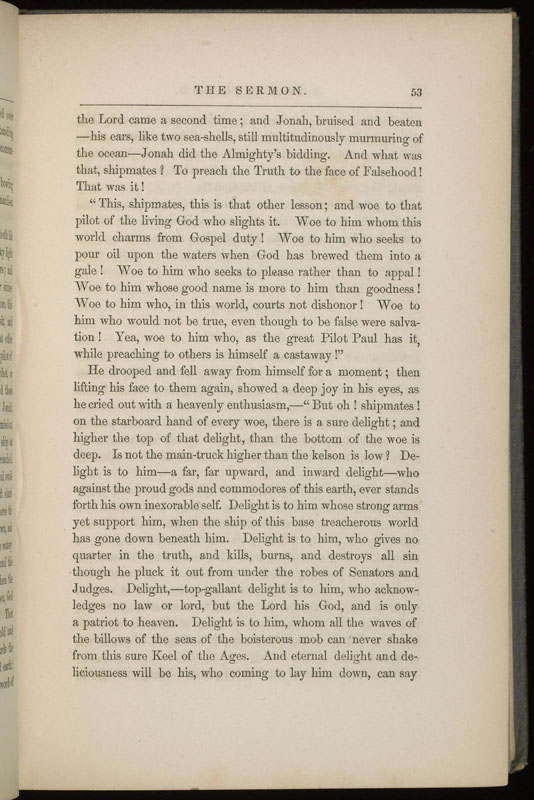 THE SERMON. 53
the Lord came a second time; and Jonah, bruised and beaten
—his ears, like two sea-shells, still multitudinously murmuring of
the ocean—Jonah did the Almighty's bidding. And what was
that, shipmates? To preach the Truth to the face of Falsehood!
That was it!
"This, shipmates, this is that other lesson; and woe to that
pilot of the living God who slights it. Woe to him whom this
world charms from Gospel duty! Woe to him who seeks to
pour oil upon the waters when God has brewed them into a
gale! Woe to him who seeks to please rather than to appal!
Woe to him whose good name is more to him than goodness!
Woe to him who, in this world, courts not dishonor! Woe to
him who would not be true, even though to be false were salva-
tion! Yea, woe to him who, as the great Pilot Paul has it,
while preaching to others is himself a castaway!"
He drooped and fell away from himself for a moment; then
lifting his face to them again, showed a deep joy in his eyes, as
he cried out with a heavenly enthusiasm,—"But oh! shipmates!
on the starboard hand of every woe, there is a sure delight; and
higher the top of that delight, than the bottom of the woe is
deep. Is not the main-truck higher than the kelson is low? De-
light is to him—a far, far upward, and inward delight—who
against the proud gods and commodores of this earth, ever stands
forth his own inexorable self. Delight is to him whose strong arms
yet support him, when the ship of this base treacherous world
has gone down beneath him. Delight is to him, who gives no
quarter in the truth, and kills, burns, and destroys all sin
though he pluck it out from under the robes of Senators and
Judges. Delight,—top-gallant delight is to him, who acknow-
ledges no law or lord, but the Lord his God, and is only
a patriot to heaven. Delight is to him, whom all the waves of
the billows of the seas of the boisterous mob can never shake
from this sure Keel of the Ages. And eternal delight and de-
liciousness will be his, who coming to lay him down, can say